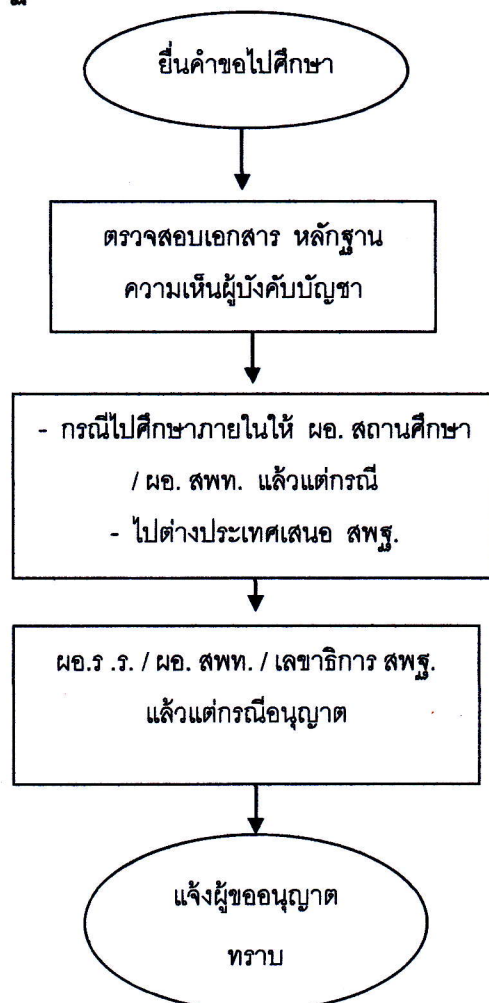 ยื่นคำขอไปศึกษา
ตรวจสอบเอกสาร หลักฐาน
ความเห็นผู้บังคับบัญชา
- กรณีไปศึกษาภายในให้ ผอ. สถานศึกษา
/ ผอ. สพท. แล้วแต่กรณี
- ไปต่างประเทศเสนอ สพฐ.
ผอ.ร .ร. / ผอ. สพท. / เลขาธิการ สพฐ.
แล้วแต่กรณีอนุญาต
แจ้งผู้ขออนุญาต
ทราบ